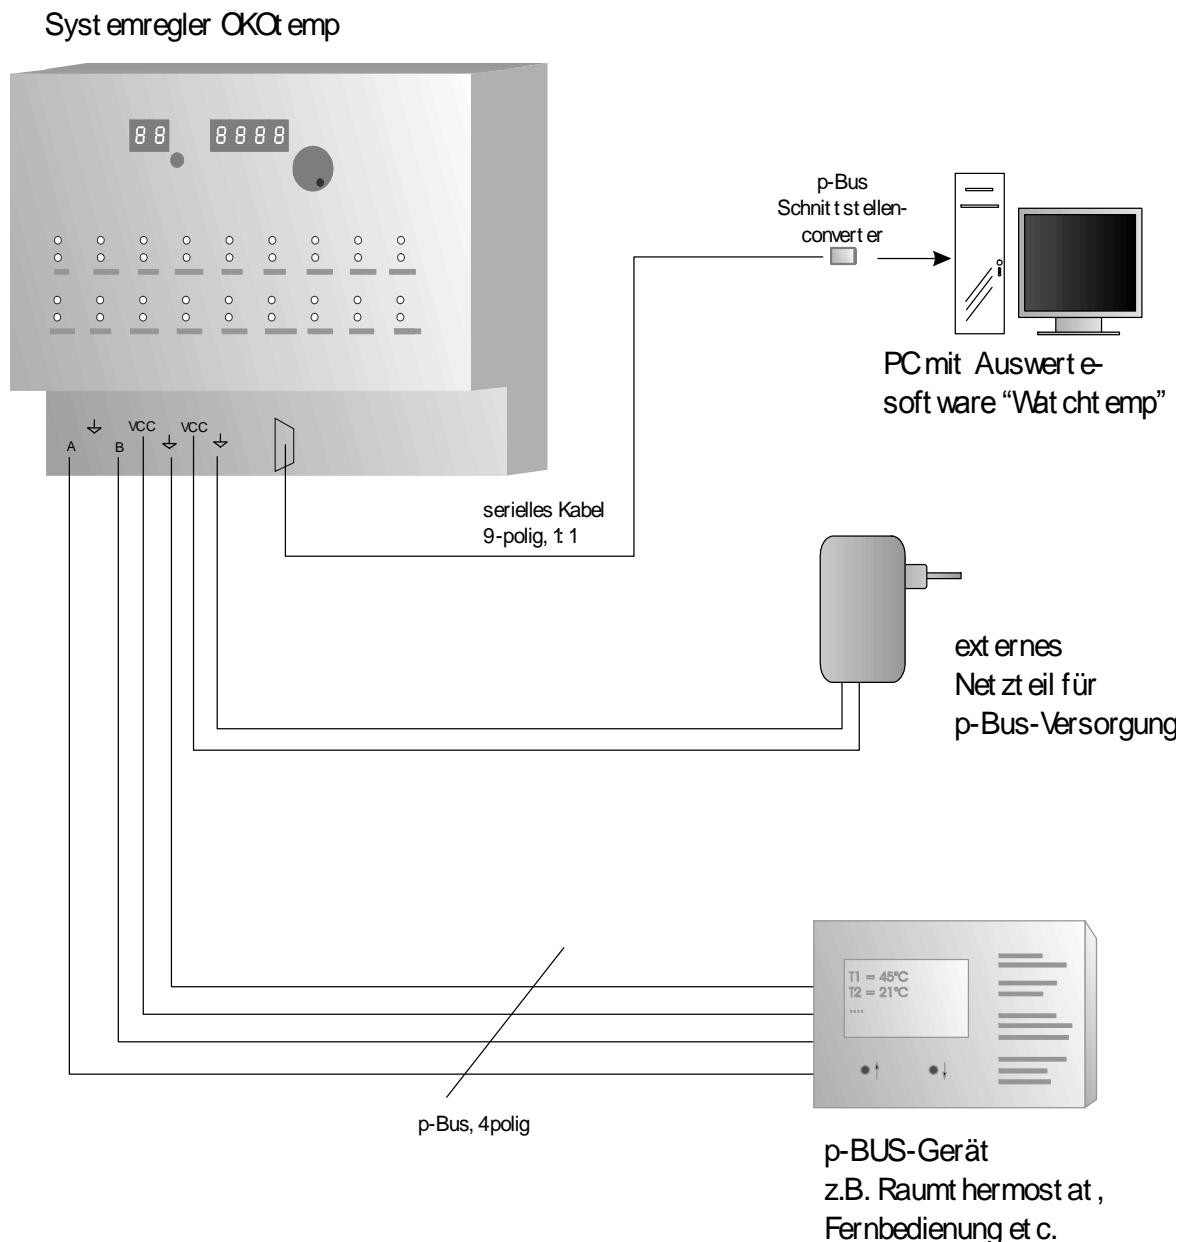 Systemregler ÖKOtemp
88 8888
p-Bus
Schnittstellen-
converter
PC mit Auswerte-
software “Watchtemp”
A B VCC VCC
serielles Kabel
9-polig, 1:1
externes
Netzteil für
p-Bus-Versorgung
T1 = 45°C
T2 = 21°C
....
p-Bus, 4polig
p-BUS-Gerät
z.B. Raumthermostat,
Fernbedienung etc.